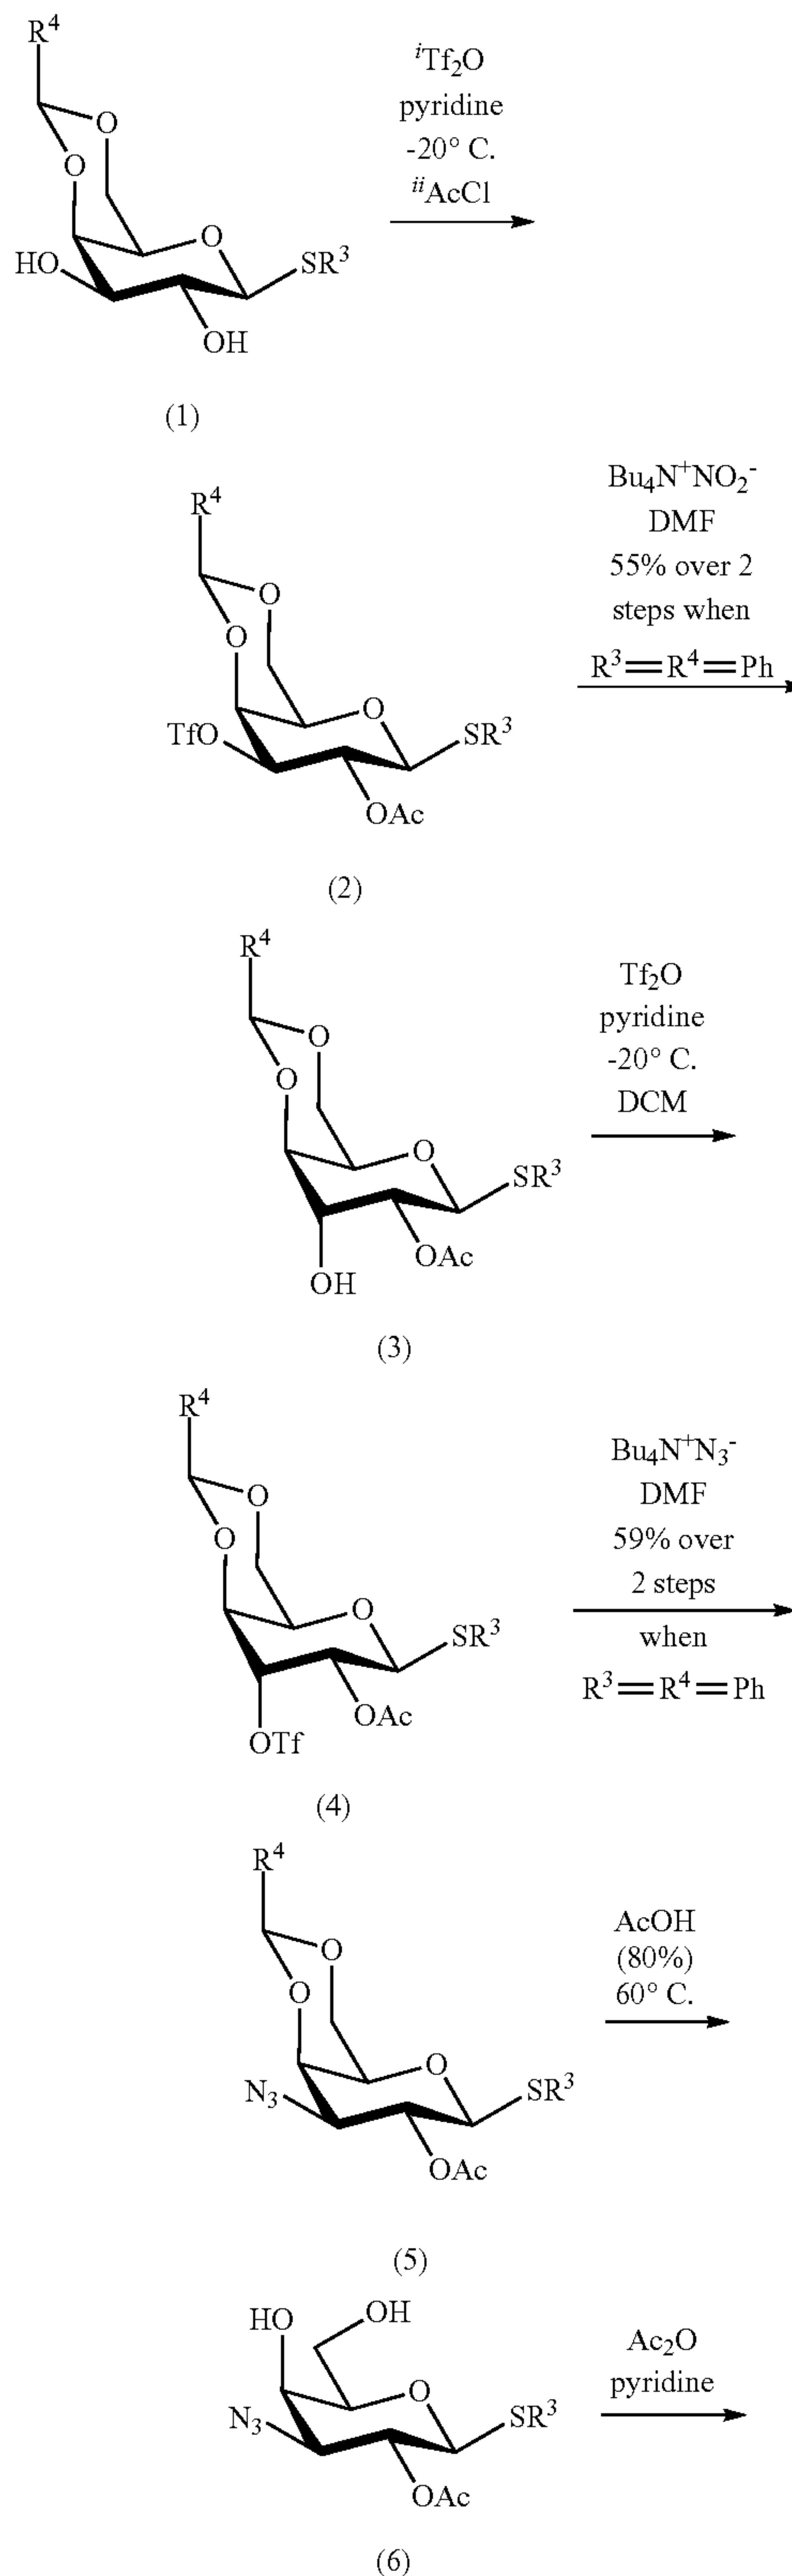 R⁴
O
O
O
HO
SR³
OH
ⁱTf₂O
pyridine
-20° C.
ⁱⁱAcCl
(1)
R⁴
O
O
O
TfO
SR³
OAc
Bu₄N⁺NO₂⁻
DMF
55% over 2
steps when
R³═R⁴═Ph
(2)
R⁴
O
O
O
SR³
OAc
OH
Tf₂O
pyridine
-20° C.
DCM
(3)
R⁴
O
O
O
SR³
OAc
OTf
Bu₄N⁺N₃⁻
DMF
59% over
2 steps
when
R³═R⁴═Ph
(4)
R⁴
O
O
O
N₃
SR³
OAc
AcOH
(80%)
60° C.
(5)
HO
OH
O
N₃
SR³
OAc
Ac₂O
pyridine
(6)